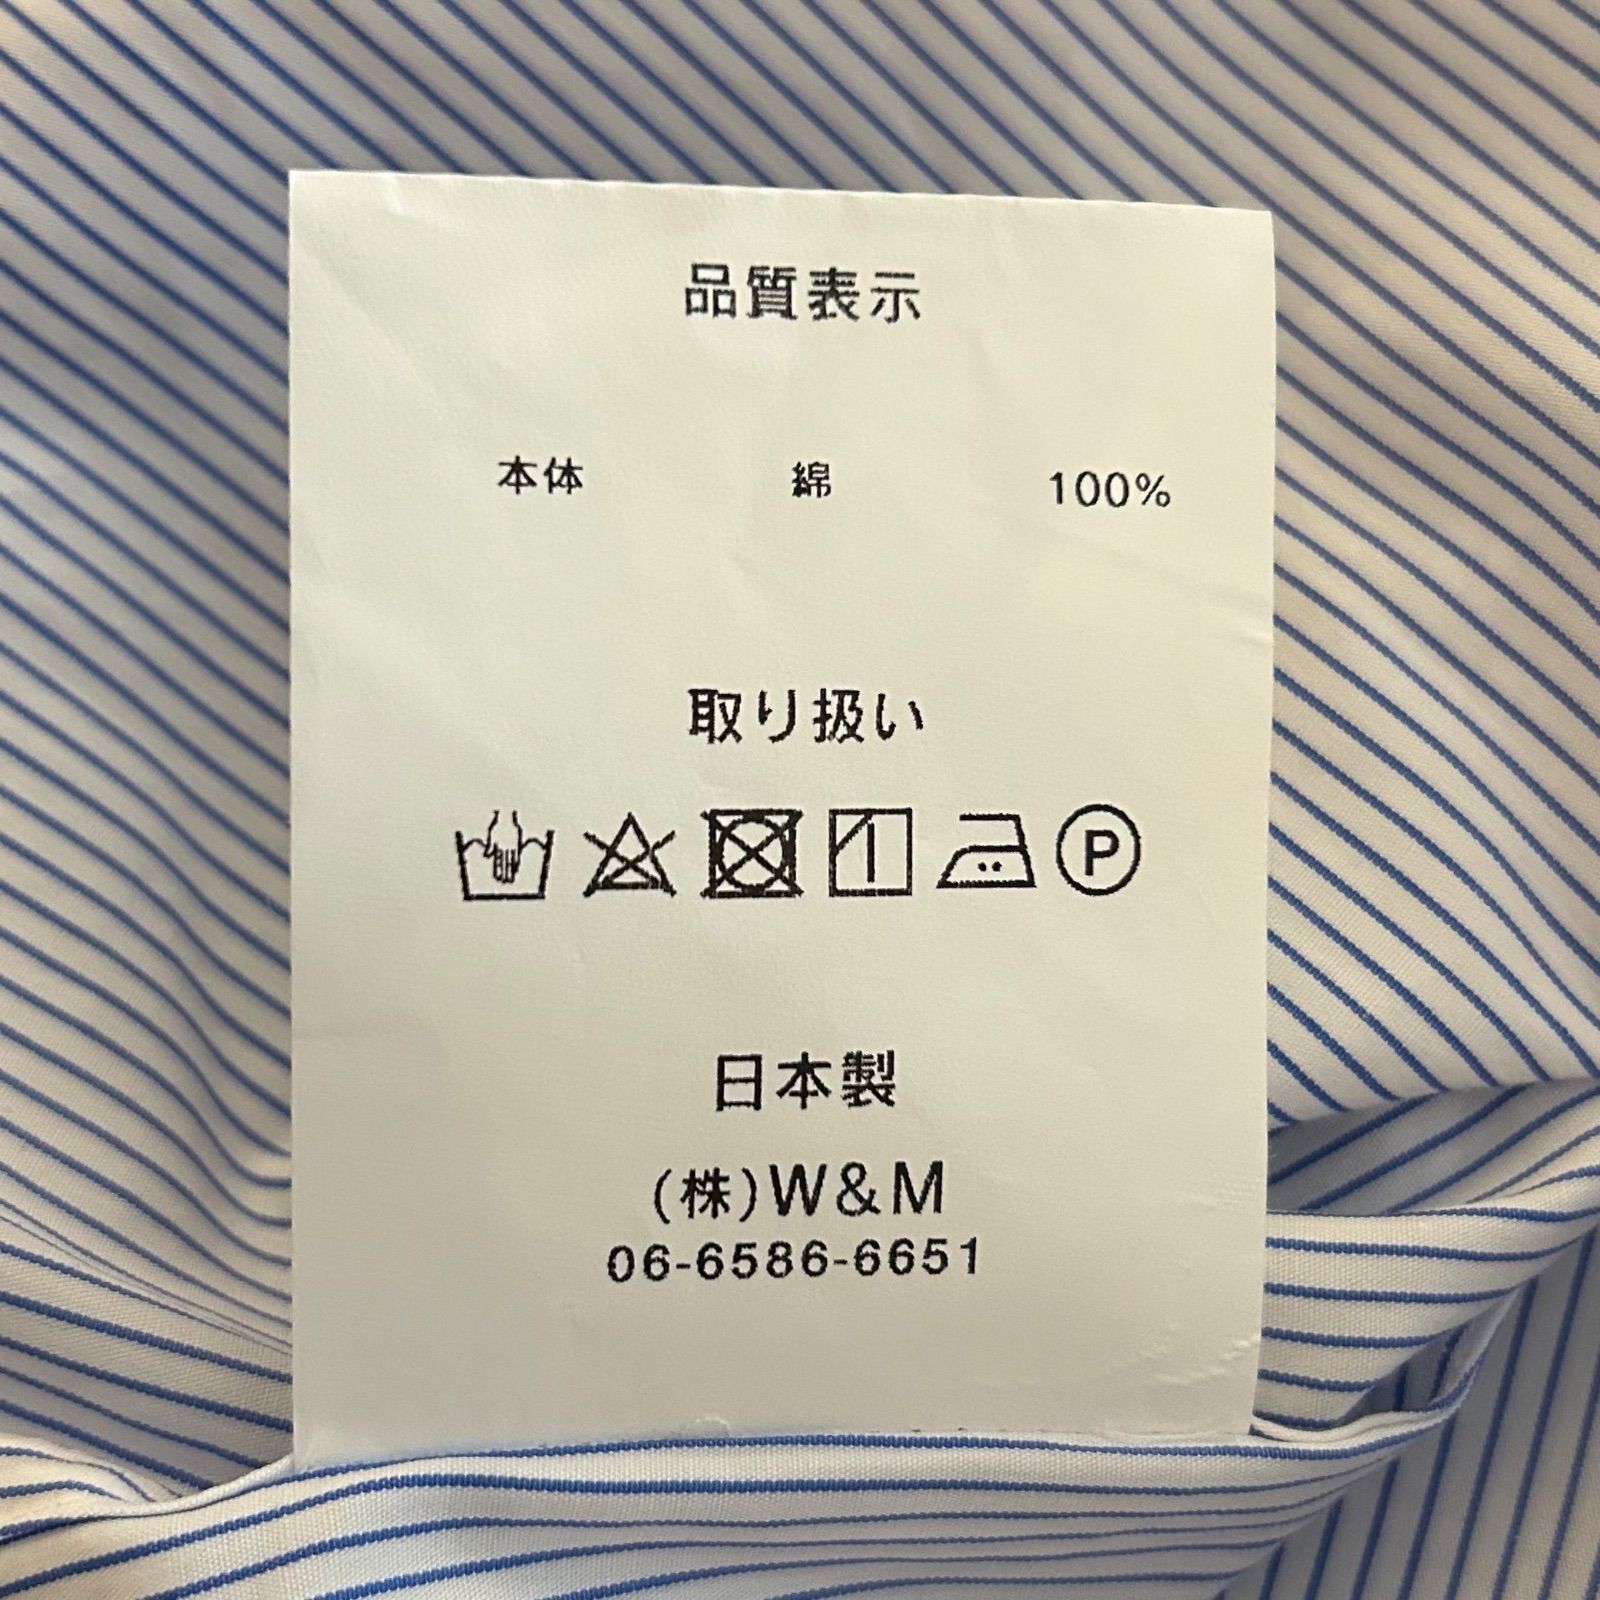 品質表示
本体 綿 100%
取り扱い
P
日本製
(株)W&M
06-6586-6651